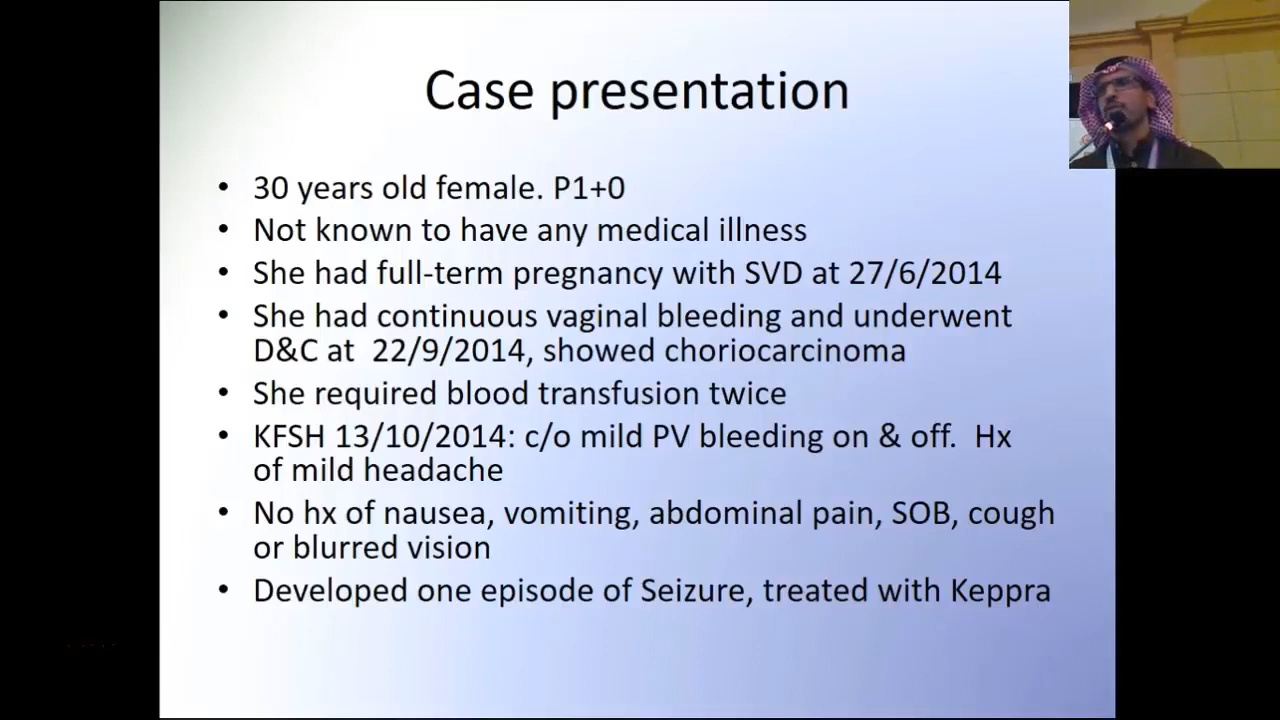 Case presentation
• 30 years old female. P1+0
• Not known to have any medical illness
• She had full-term pregnancy with SVD at 27/6/2014
• She had continuous vaginal bleeding and underwent
D&C at  22/9/2014, showed choriocarcinoma
• She required blood transfusion twice
• KFSH 13/10/2014: c/o mild PV bleeding on & off.  Hx
of mild headache
• No hx of nausea, vomiting, abdominal pain, SOB, cough
or blurred vision
• Developed one episode of Seizure, treated with Keppra